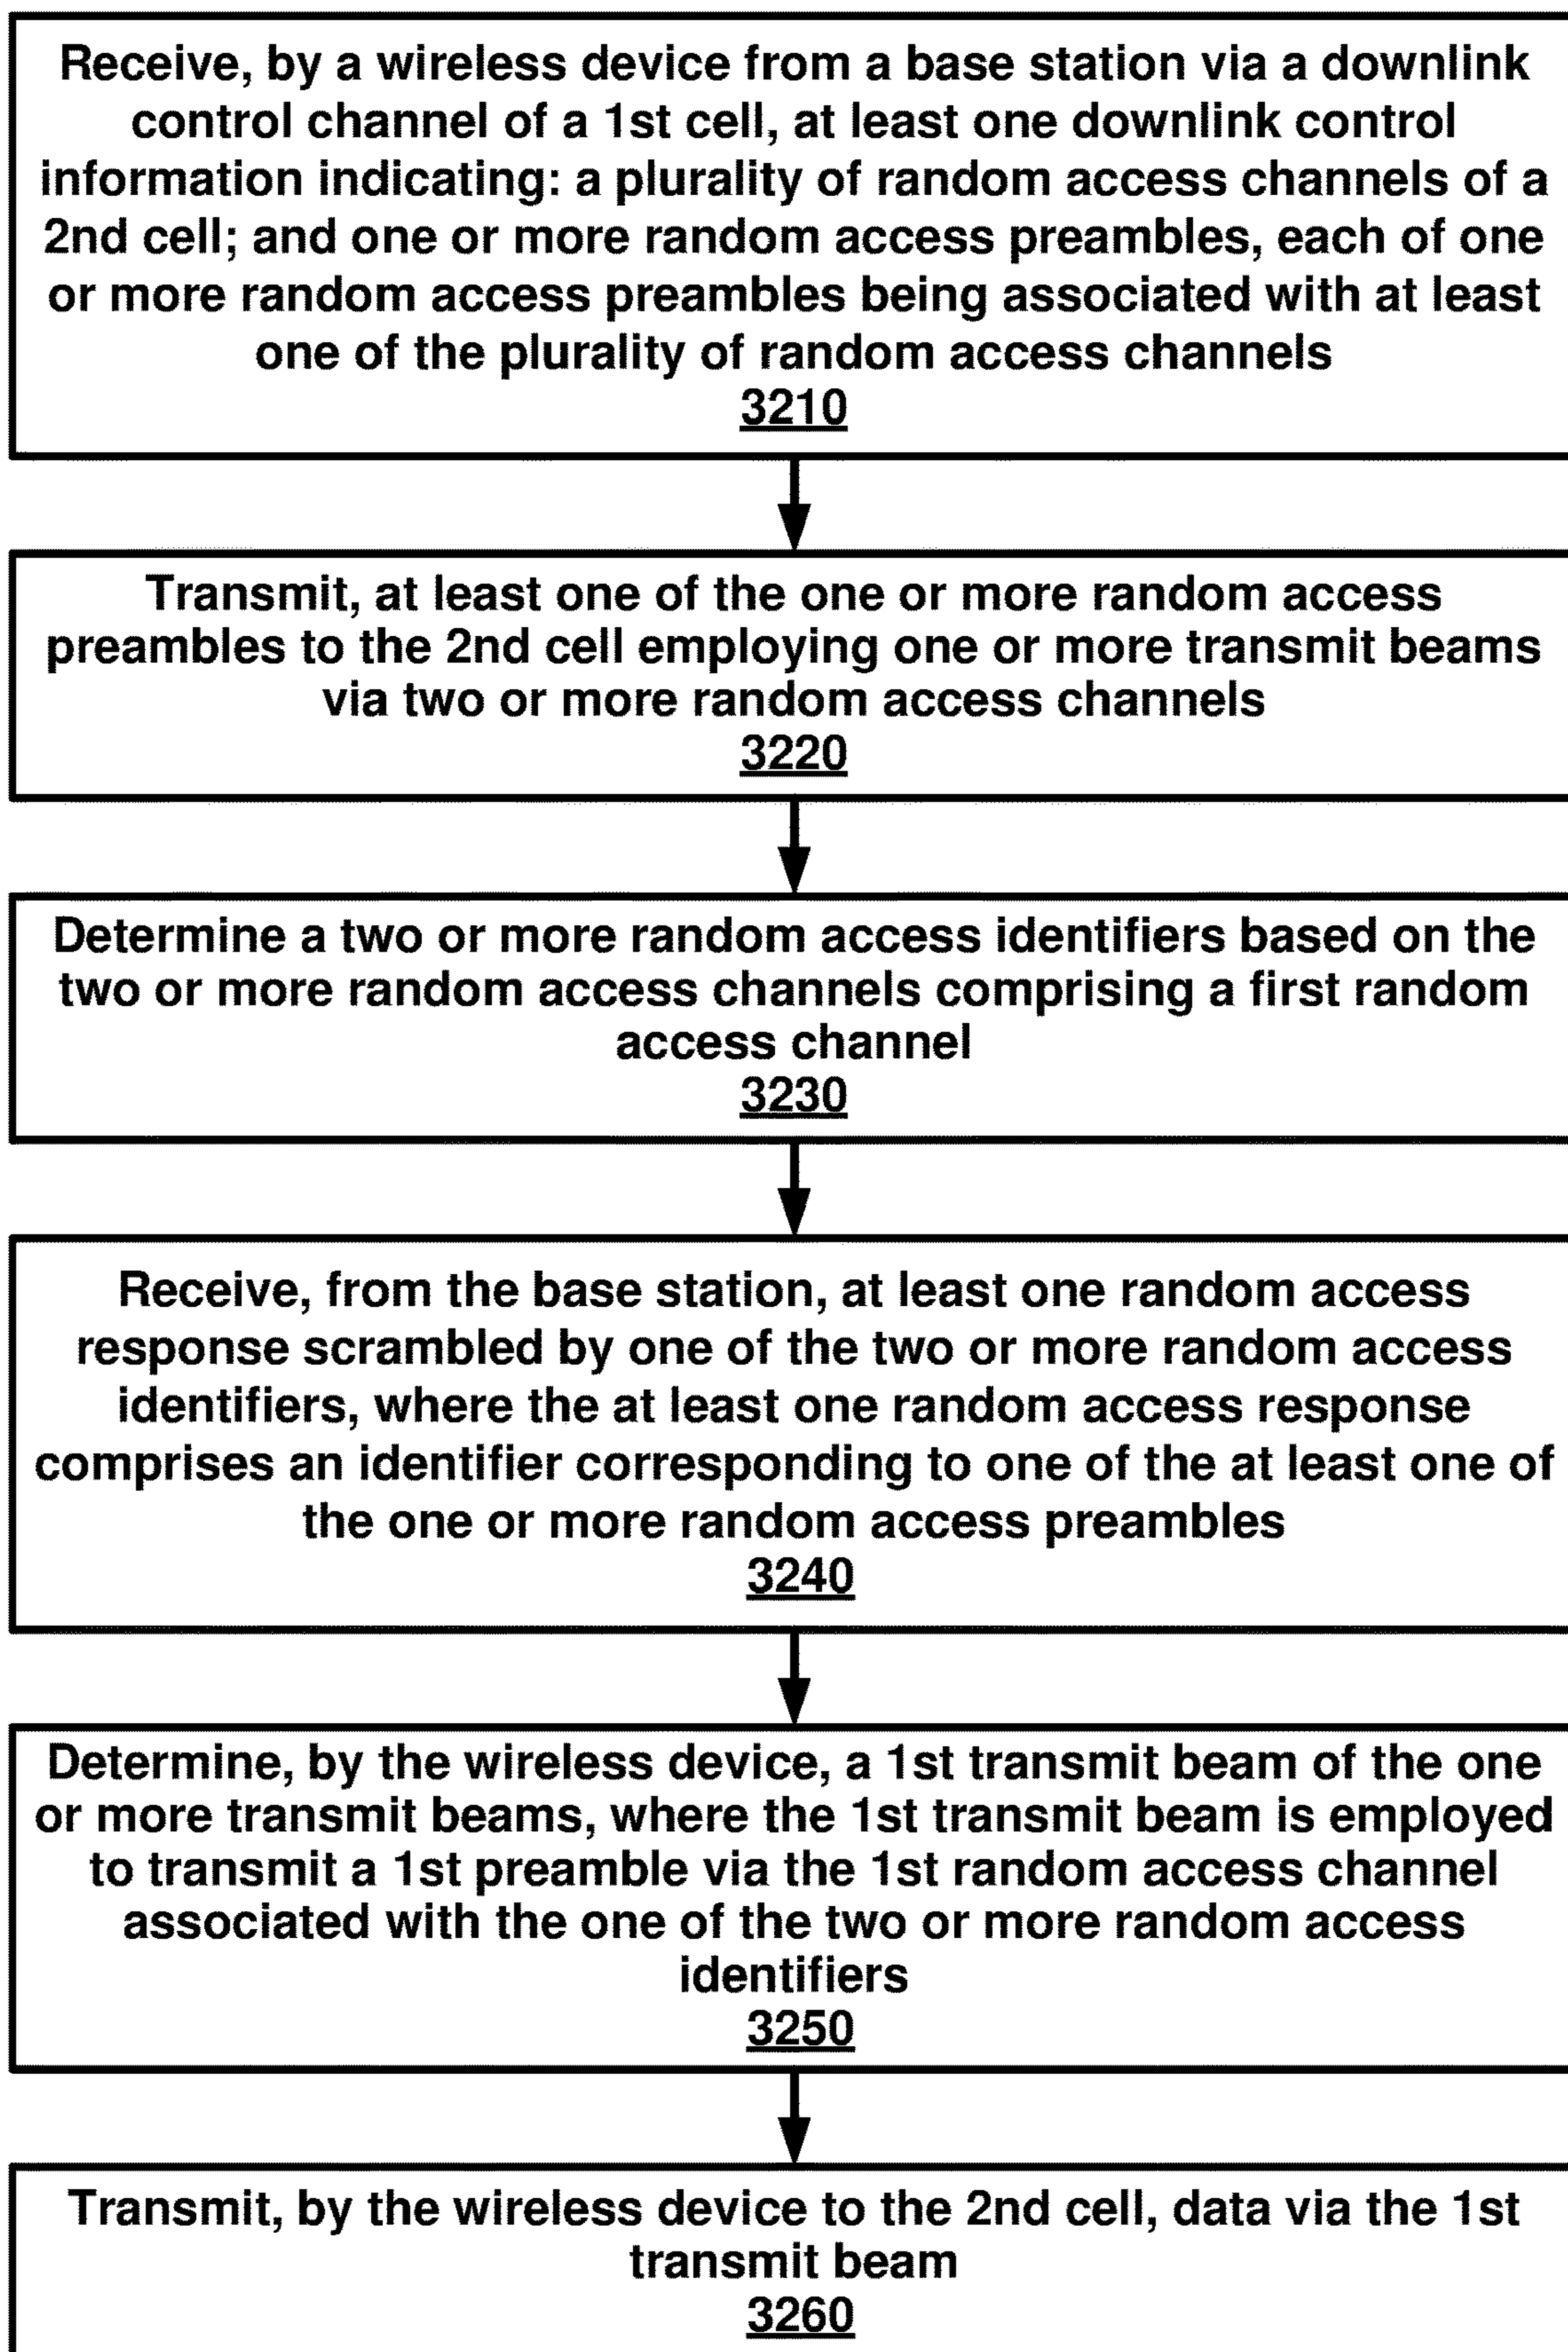 Receive, by a wireless device from a base station via a downlink
control channel of a 1st cell, at least one downlink control
information indicating: a plurality of random access channels of a
2nd cell; and one or more random access preambles, each of one
or more random access preambles being associated with at least
one of the plurality of random access channels
3210
Transmit, at least one of the one or more random access
preambles to the 2nd cell employing one or more transmit beams
via two or more random access channels
3220
Determine a two or more random access identifiers based on the
two or more random access channels comprising a first random
access channel
3230
Receive, from the base station, at least one random access
response scrambled by one of the two or more random access
identifiers, where the at least one random access response
comprises an identifier corresponding to one of the at least one of
the one or more random access preambles
3240
Determine, by the wireless device, a 1st transmit beam of the one
or more transmit beams, where the 1st transmit beam is employed
to transmit a 1st preamble via the 1st random access channel
associated with the one of the two or more random access
identifiers
3250
Transmit, by the wireless device to the 2nd cell, data via the 1st
transmit beam
3260